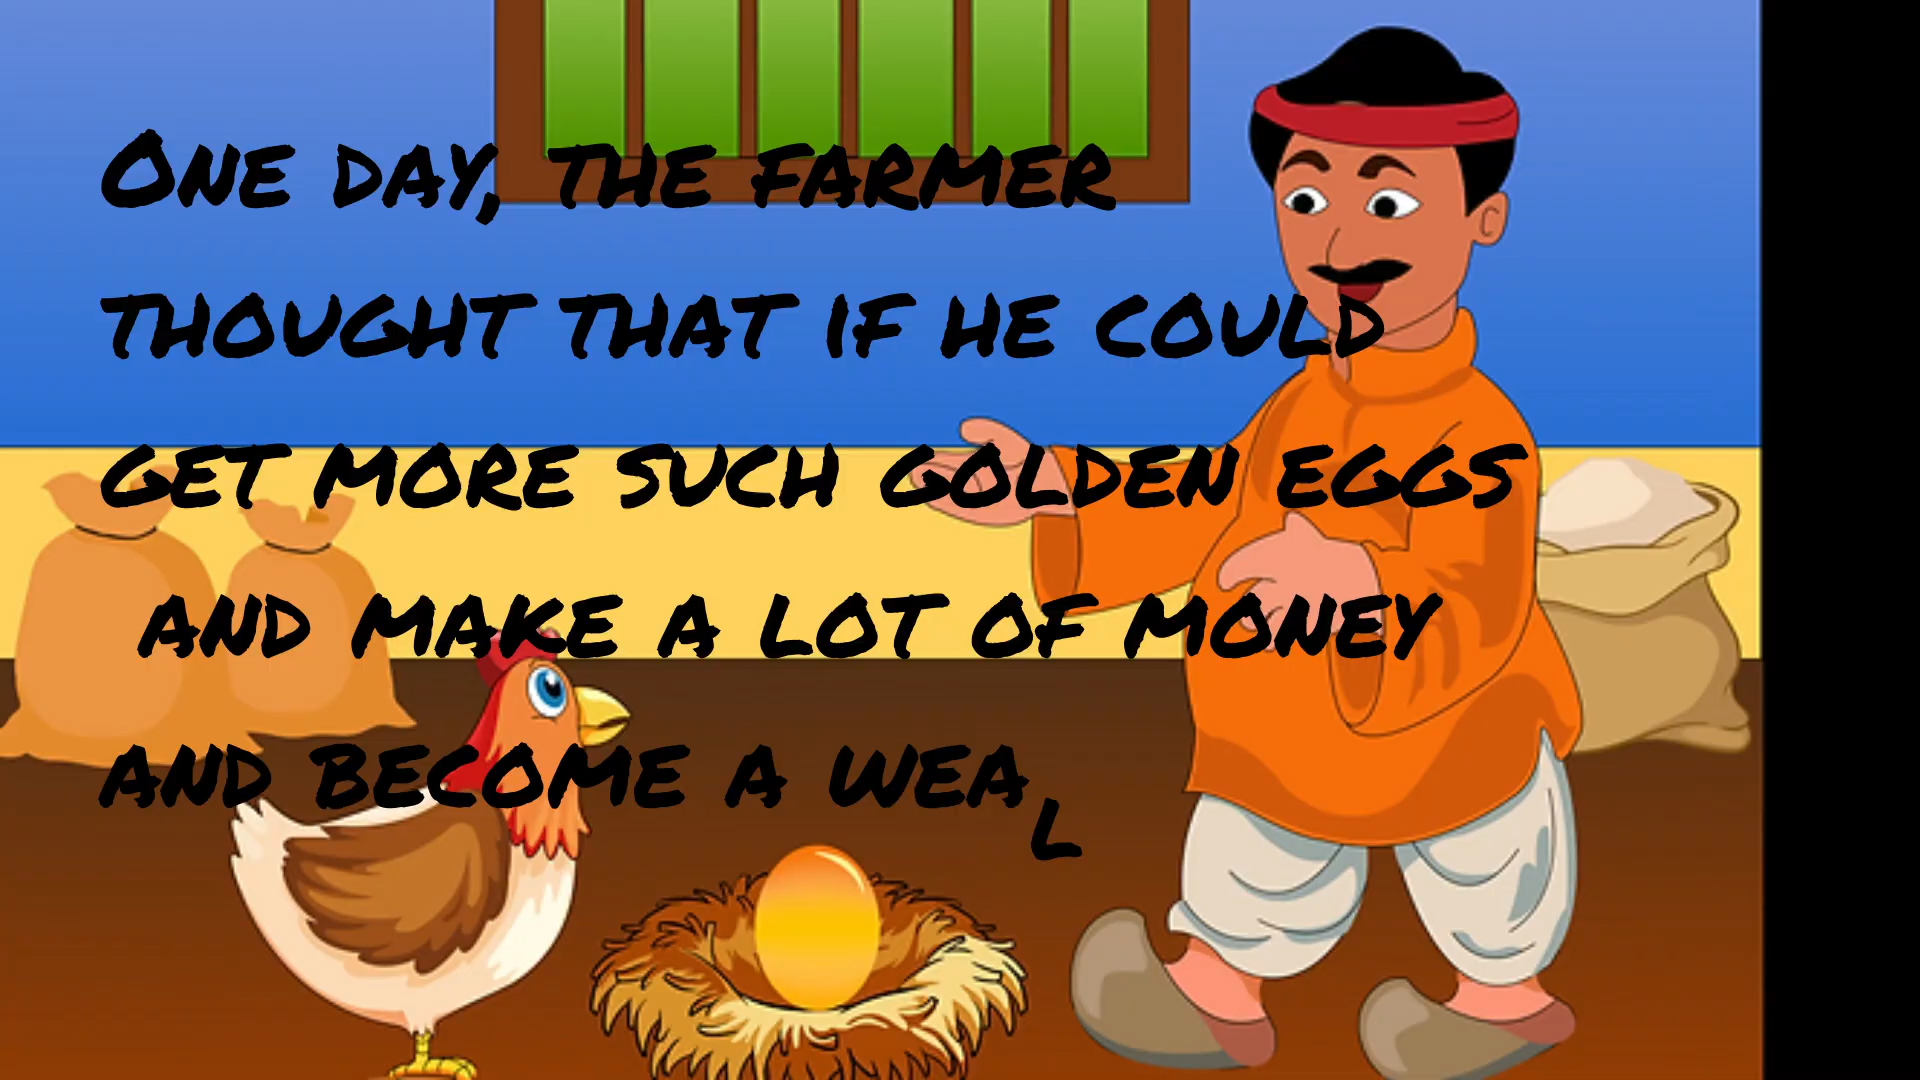 One day, the farmer
thought that if he could
get more such golden eggs
and make a lot of money
and become a weal